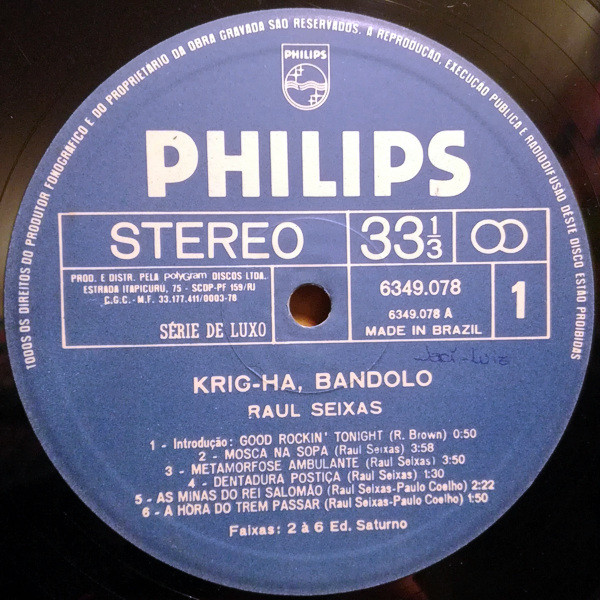 TODOS OS DIREITOS DO PRODUTOR FONOGRÁFICO E DO PROPRIETÁRIO DA OBRA GRAVADA SÃO RESERVADOS. A REPRODUÇÃO, EXECUÇÃO PÚBLICA E RADIODIFUSÃO DESTE DISCO ESTÃO PROIBIDAS
PHILIPS
PHILIPS
STEREO 33 1/3
PROD. E DISTR. PELA polygram DISCOS LTDA.
ESTRADA ITAPICURU, 75 - SCDP-PF 159/RJ
C.G.C.-M.F. 33.177.411/0003-78
SÉRIE DE LUXO
6349.078
6349.078 A
MADE IN BRAZIL
1
Jaci-Luiz
KRIG-HA, BANDOLO
RAUL SEIXAS
1 - Introdução: GOOD ROCKIN' TONIGHT (R. Brown) 0:50
2 - MOSCA NA SOPA (Raul Seixas) 3:58
3 - METAMORFOSE AMBULANTE (Raul Seixas) 3:50
4 - DENTADURA POSTIÇA (Raul Seixas) 1:30
5 - AS MINAS DO REI SALOMÃO (Raul Seixas-Paulo Coelho) 2:22
6 - A HORA DO TREM PASSAR (Raul Seixas-Paulo Coelho) 1:50
Faixas: 2 à 6 Ed. Saturno